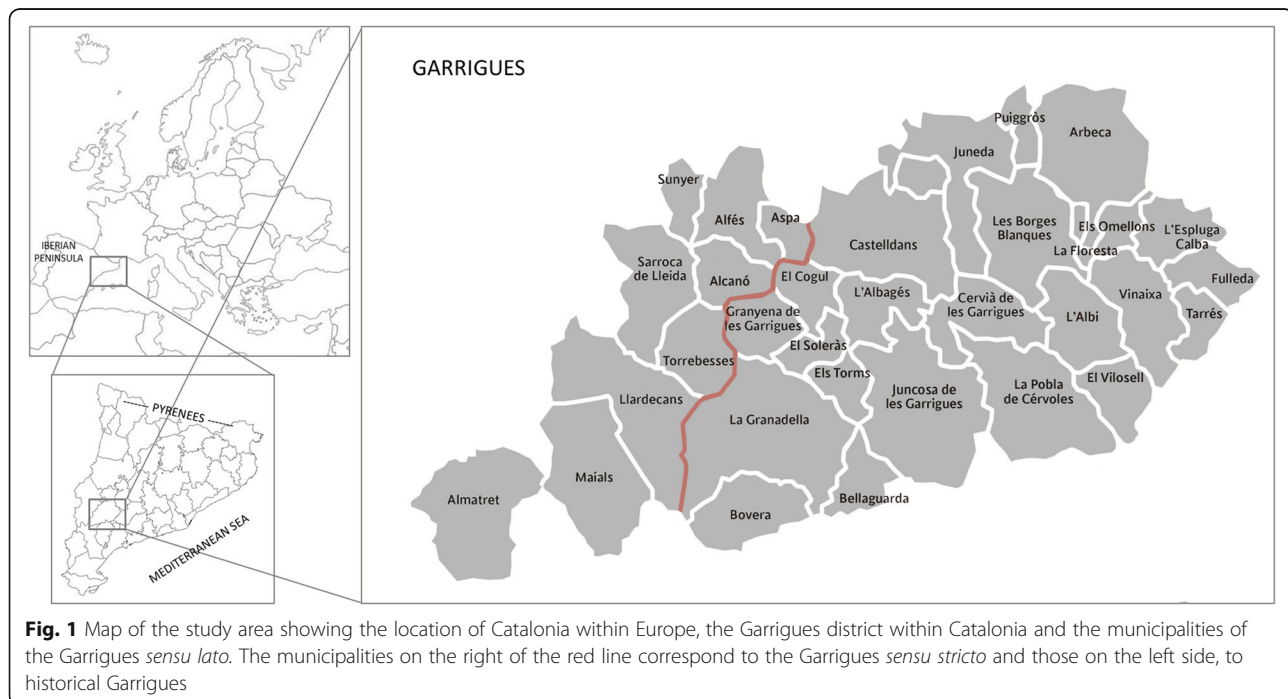 IBERIAN
PENINSULA
PYRENEES
MEDITERRANEAN SEA
GARRIGUES
Puiggròs
Arbeca
Juneda
Sunyer
Alfés
Aspa
Castelldans
Les Borges
Blanques
Els Omellons
La Floresta
L'Espluga
Calba
Fulleda
Sarroca
de Lleida
Alcanó
El Cogul
L'Albagés
Cervià de
les Garrigues
L'Albi
Vinaixa
Tarrés
Granyena de
les Garrigues
El Soleràs
Torrebesses
Els Torms
El Vilosell
Llardecans
La Granadella
Juncosa de
les Garrigues
La Pobla
de Cérvoles
Almatret
Maials
Bovera
Bellaguarda
Fig. 1 Map of the study area showing the location of Catalonia within Europe, the Garrigues district within Catalonia and the municipalities of
the Garrigues sensu lato. The municipalities on the right of the red line correspond to the Garrigues sensu stricto and those on the left side, to
historical Garrigues